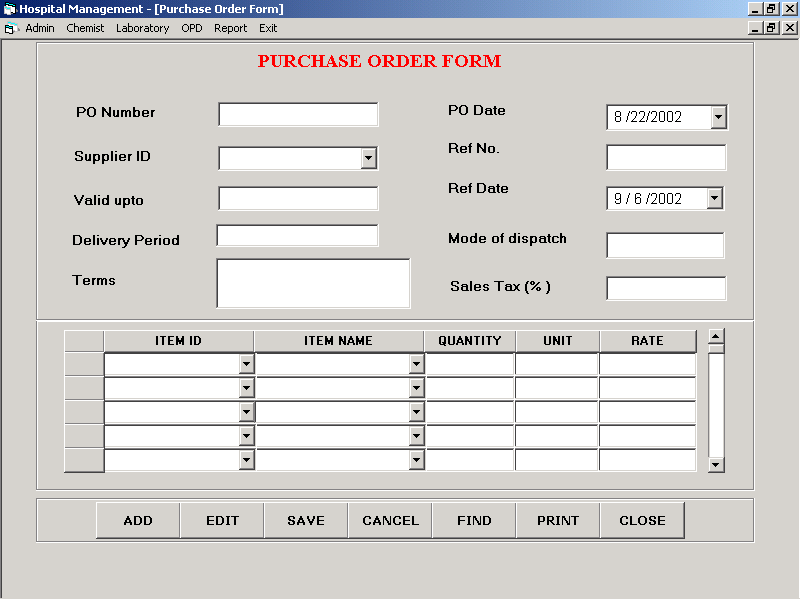 Hospital Management - [Purchase Order Form]
Admin Chemist Laboratory OPD Report Exit
PURCHASE ORDER FORM
PO Number
PO Date
8 /22/2002
Supplier ID
Ref No.
Valid upto
Ref Date
9 / 6 /2002
Delivery Period
Mode of dispatch
Terms
Sales Tax (% )
ITEM ID ITEM NAME QUANTITY UNIT RATE
ADD EDIT SAVE CANCEL FIND PRINT CLOSE